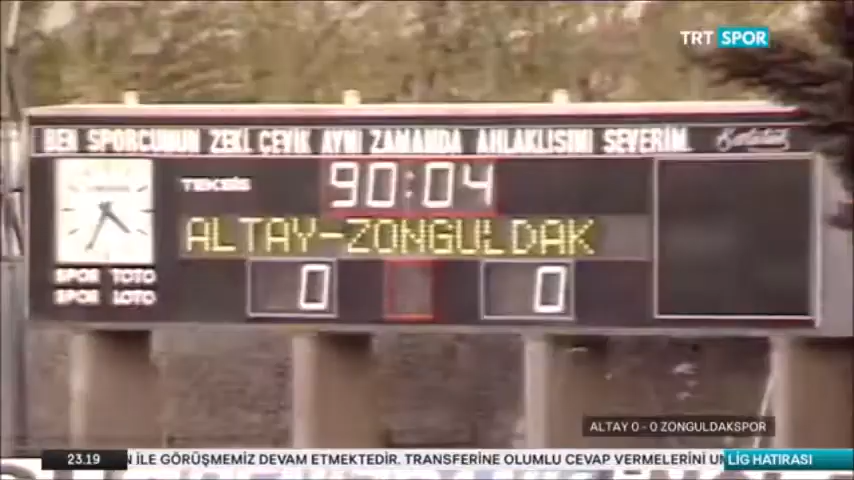 TRT SPOR
BEN SPORCUNUN ZEKİ ÇEVİK AYNI ZAMANDA AHLAKLISINI SEVERİM.
TEKSİS
90:04
ALTAY-ZONGULDAK
0 0
SPOR TOTO
SPOR LOTO
ALTAY 0 - 0 ZONGULDAKSPOR
23.19
İLE GÖRÜŞMEMİZ DEVAM ETMEKTEDİR. TRANSFERİNE OLUMLU CEVAP VERMELERİNİ
LİG HATIRASI